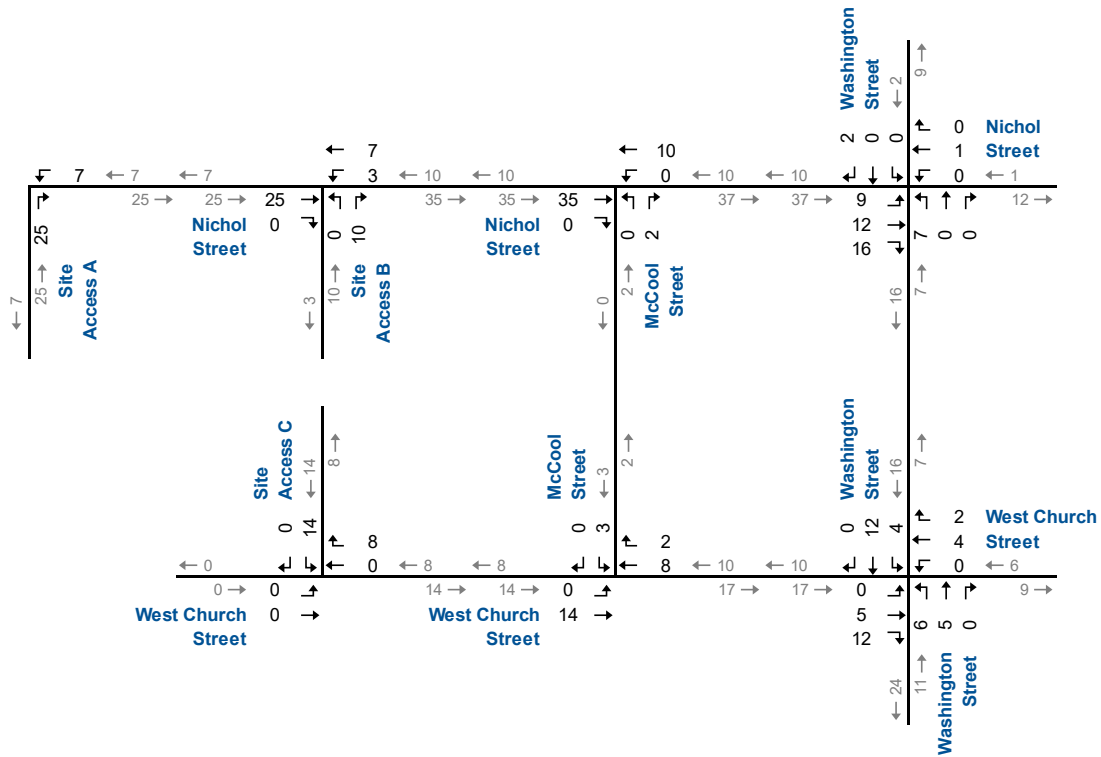 Washington
Street
← 2
9 →
2 0 0
0 Nichol
1 Street
0 ← 1
7 ← 7 ← 7
7
3 ← 10 ← 10
10
0 ← 10 ← 10
25 → 25 → 25
Nichol 0
Street
35 → 35 → 35
Nichol 0
Street
37 → 37 → 9
12
16
12 →
25
25 →
← 7
Site
Access A
0 10
10 →
← 3
Site
Access B
0 2
2 →
← 0
McCool
Street
7 0 0
← 16
7 →
Site
Access C
← 14
8 →
0 14
McCool
Street
← 3
2 →
0 3
Washington
Street
← 16
7 →
0 12 4
8
← 0 0 ← 8 ← 8
2
8 ← 10 ← 10
2 West Church
4 Street
0 ← 6
0 → 0
West Church 0
Street
14 → 14 → 0
West Church 14
Street
17 → 17 → 0
5
12
9 →
6 5 0
← 24
11 →
Washington
Street